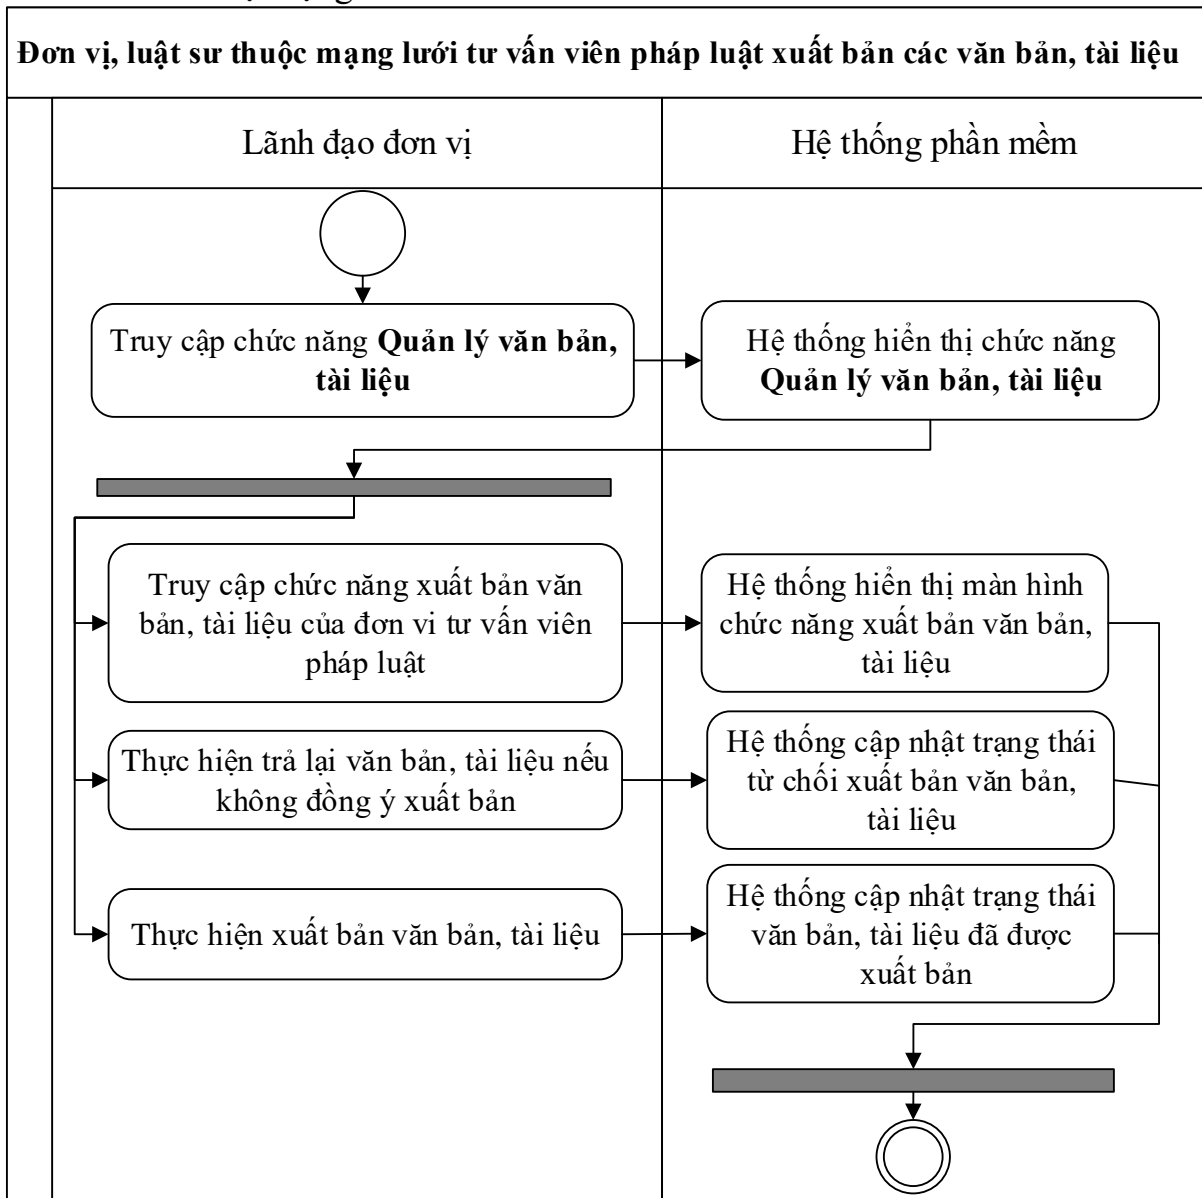 Đơn vị, luật sư thuộc mạng lưới tư vấn viên pháp luật xuất bản các văn bản, tài liệu
Lãnh đạo đơn vị
Hệ thống phần mềm
Truy cập chức năng Quản lý văn bản,
tài liệu
Hệ thống hiển thị chức năng
Quản lý văn bản, tài liệu
Truy cập chức năng xuất bản văn
bản, tài liệu của đơn vi tư vấn viên
pháp luật
Hệ thống hiển thị màn hình
chức năng xuất bản văn bản,
tài liệu
Thực hiện trả lại văn bản, tài liệu nếu
không đồng ý xuất bản
Hệ thống cập nhật trạng thái
từ chối xuất bản văn bản,
tài liệu
Thực hiện xuất bản văn bản, tài liệu
Hệ thống cập nhật trạng thái
văn bản, tài liệu đã được
xuất bản